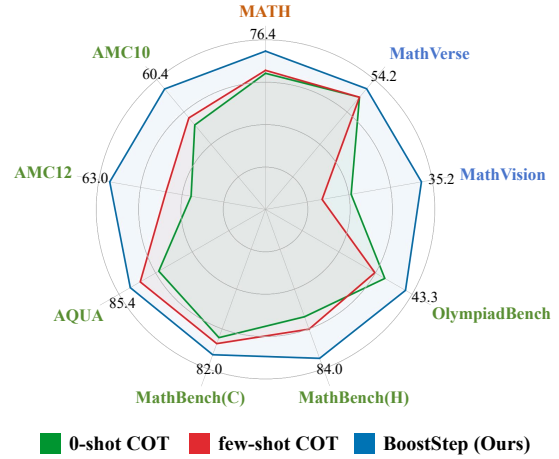 MATH
76.4
AMC10
60.4
MathVerse
54.2
AMC12
63.0
35.2
MathVision
AQUA
85.4
43.3
OlympiadBench
82.0
84.0
MathBench(C)
MathBench(H)
0-shot COT few-shot COT BoostStep (Ours)